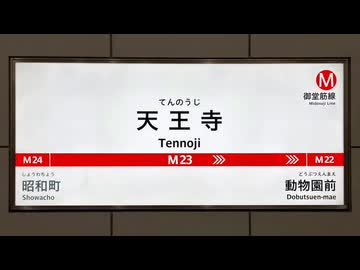 M
御堂筋線
Midosuji Line
てんのうじ
天王寺
Tennoji
M24 M23 M22
しょうわちょう
昭和町
Showacho
どうぶつえんまえ
動物園前
Dobutsuen-mae